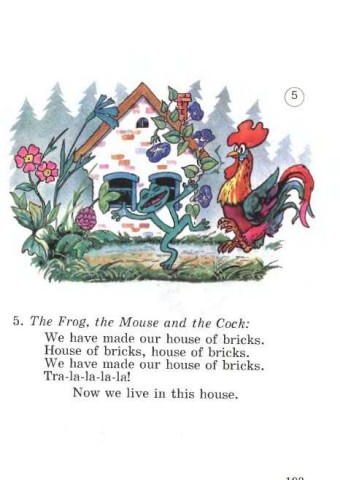 5
5. The Frog, the Mouse and the Cock:
We have made our house of bricks.
House of bricks, house of bricks.
We have made our house of bricks.
Tra-la-la-la-la!
Now we live in this house.